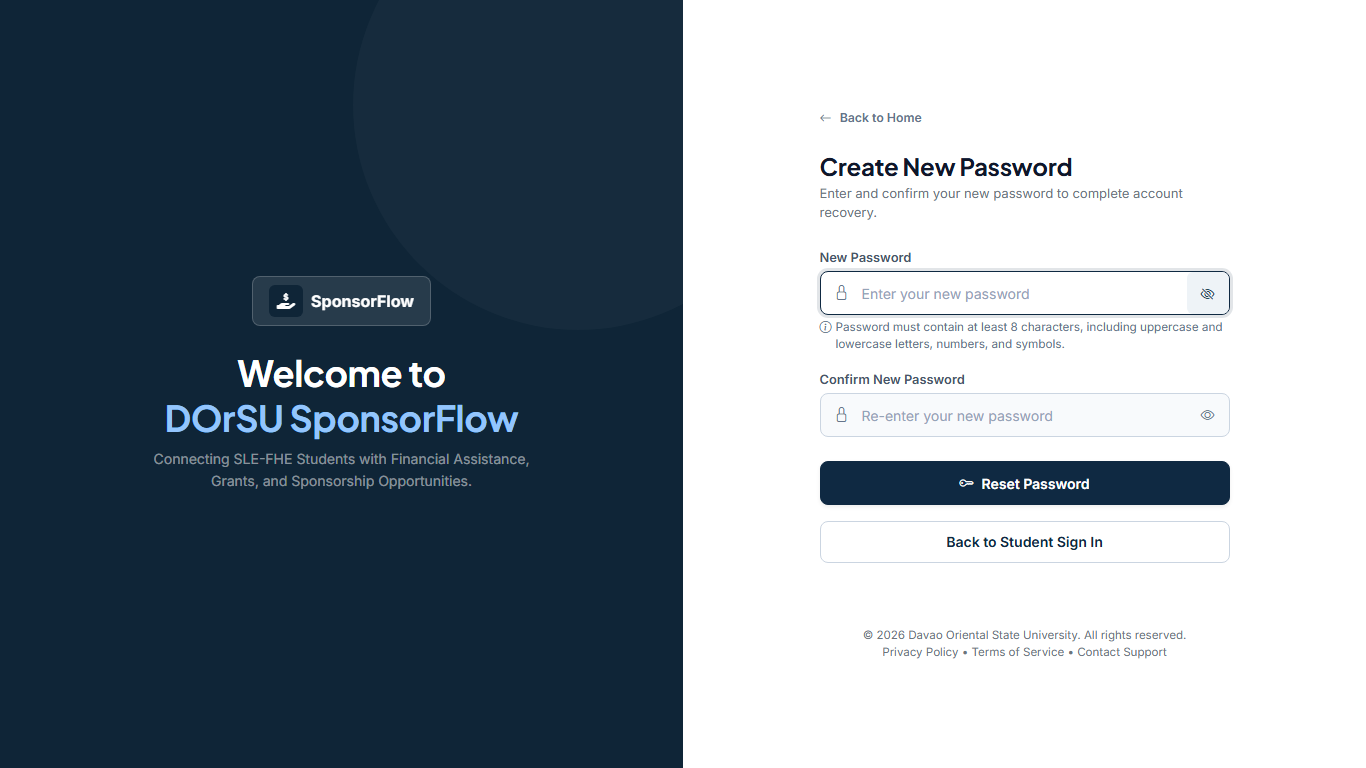 SponsorFlow
Welcome to
DOrSU SponsorFlow
Connecting SLE-FHE Students with Financial Assistance,
Grants, and Sponsorship Opportunities.
← Back to Home
Create New Password
Enter and confirm your new password to complete account
recovery.
New Password
Enter your new password
Password must contain at least 8 characters, including uppercase and
lowercase letters, numbers, and symbols.
Confirm New Password
Re-enter your new password
Reset Password
Back to Student Sign In
© 2026 Davao Oriental State University. All rights reserved.
Privacy Policy • Terms of Service • Contact Support